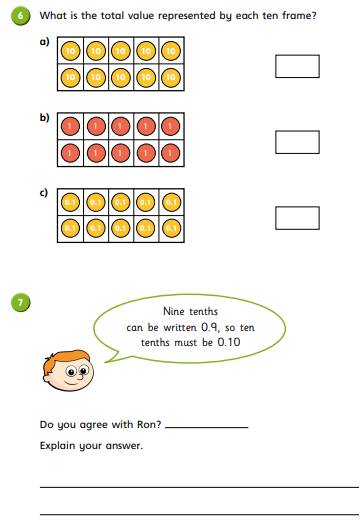 6 What is the total value represented by each ten frame?
a)
10 10 10 10 10
10 10 10 10 10
b)
1 1 1 1 1
1 1 1 1 1
c)
0.1 0.1 0.1 0.1 0.1
0.1 0.1 0.1 0.1 0.1
7
Nine tenths
can be written 0.9, so ten
tenths must be 0.10
Do you agree with Ron?
Explain your answer.